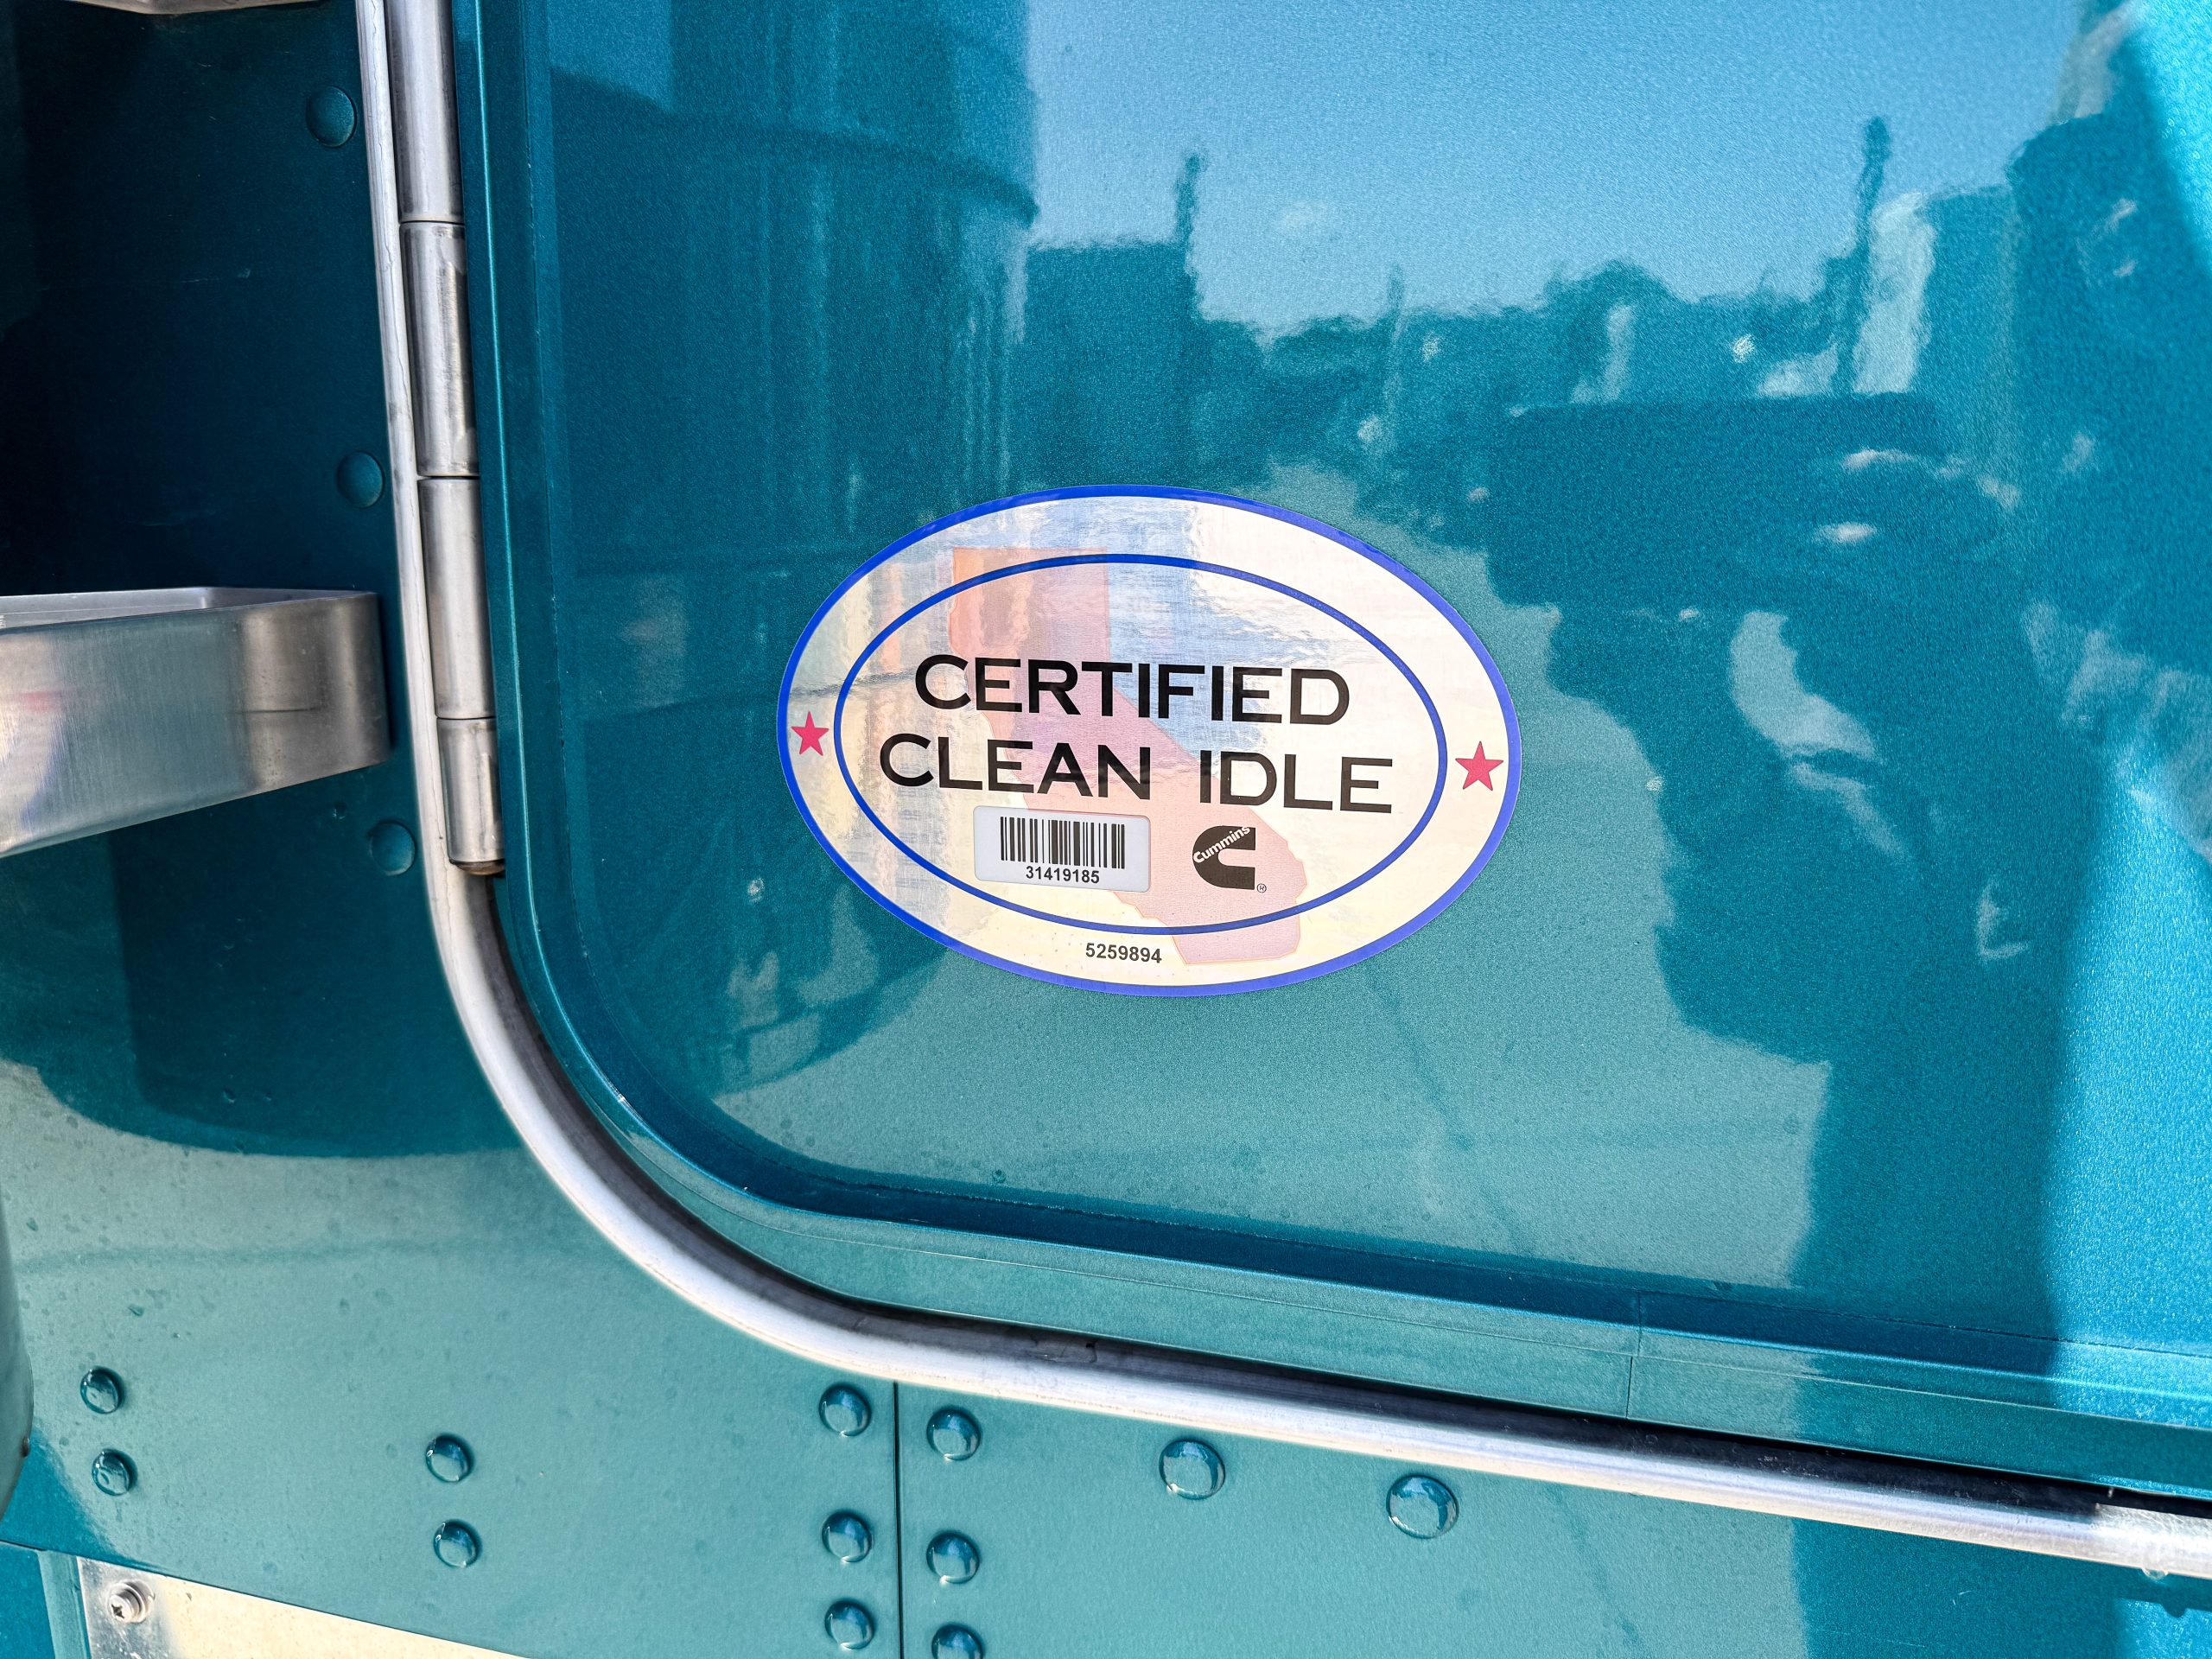 CERTIFIED
CLEAN IDLE
31419185
Cummins
®
5259894